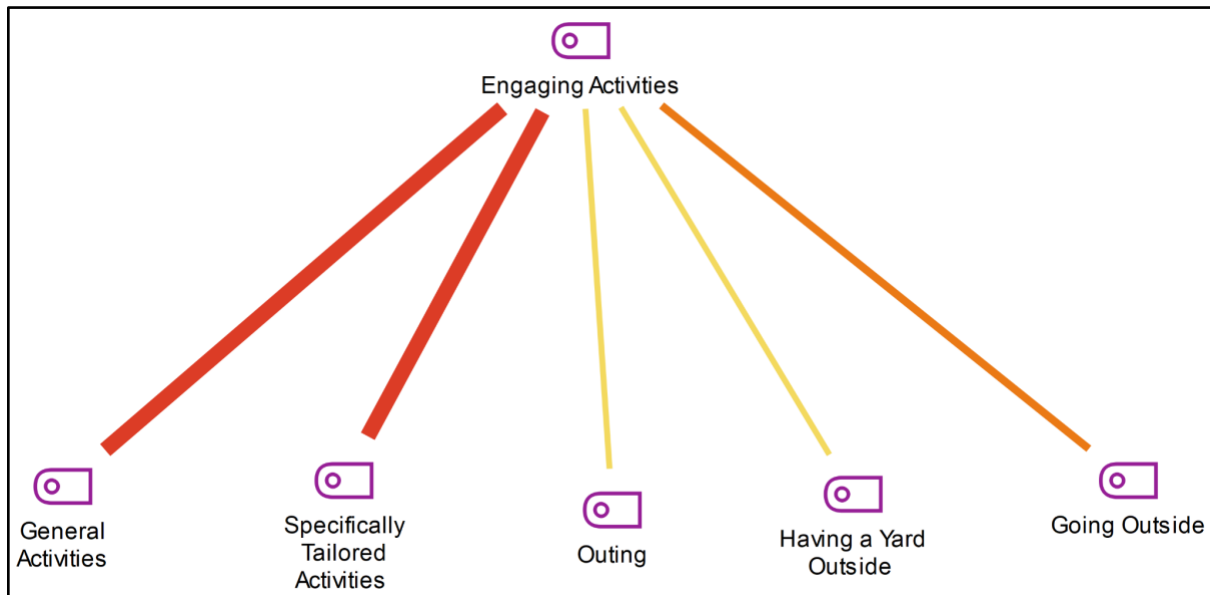 Engaging Activities
General
Activities
Specifically
Tailored
Activities
Outing
Having a Yard
Outside
Going Outside